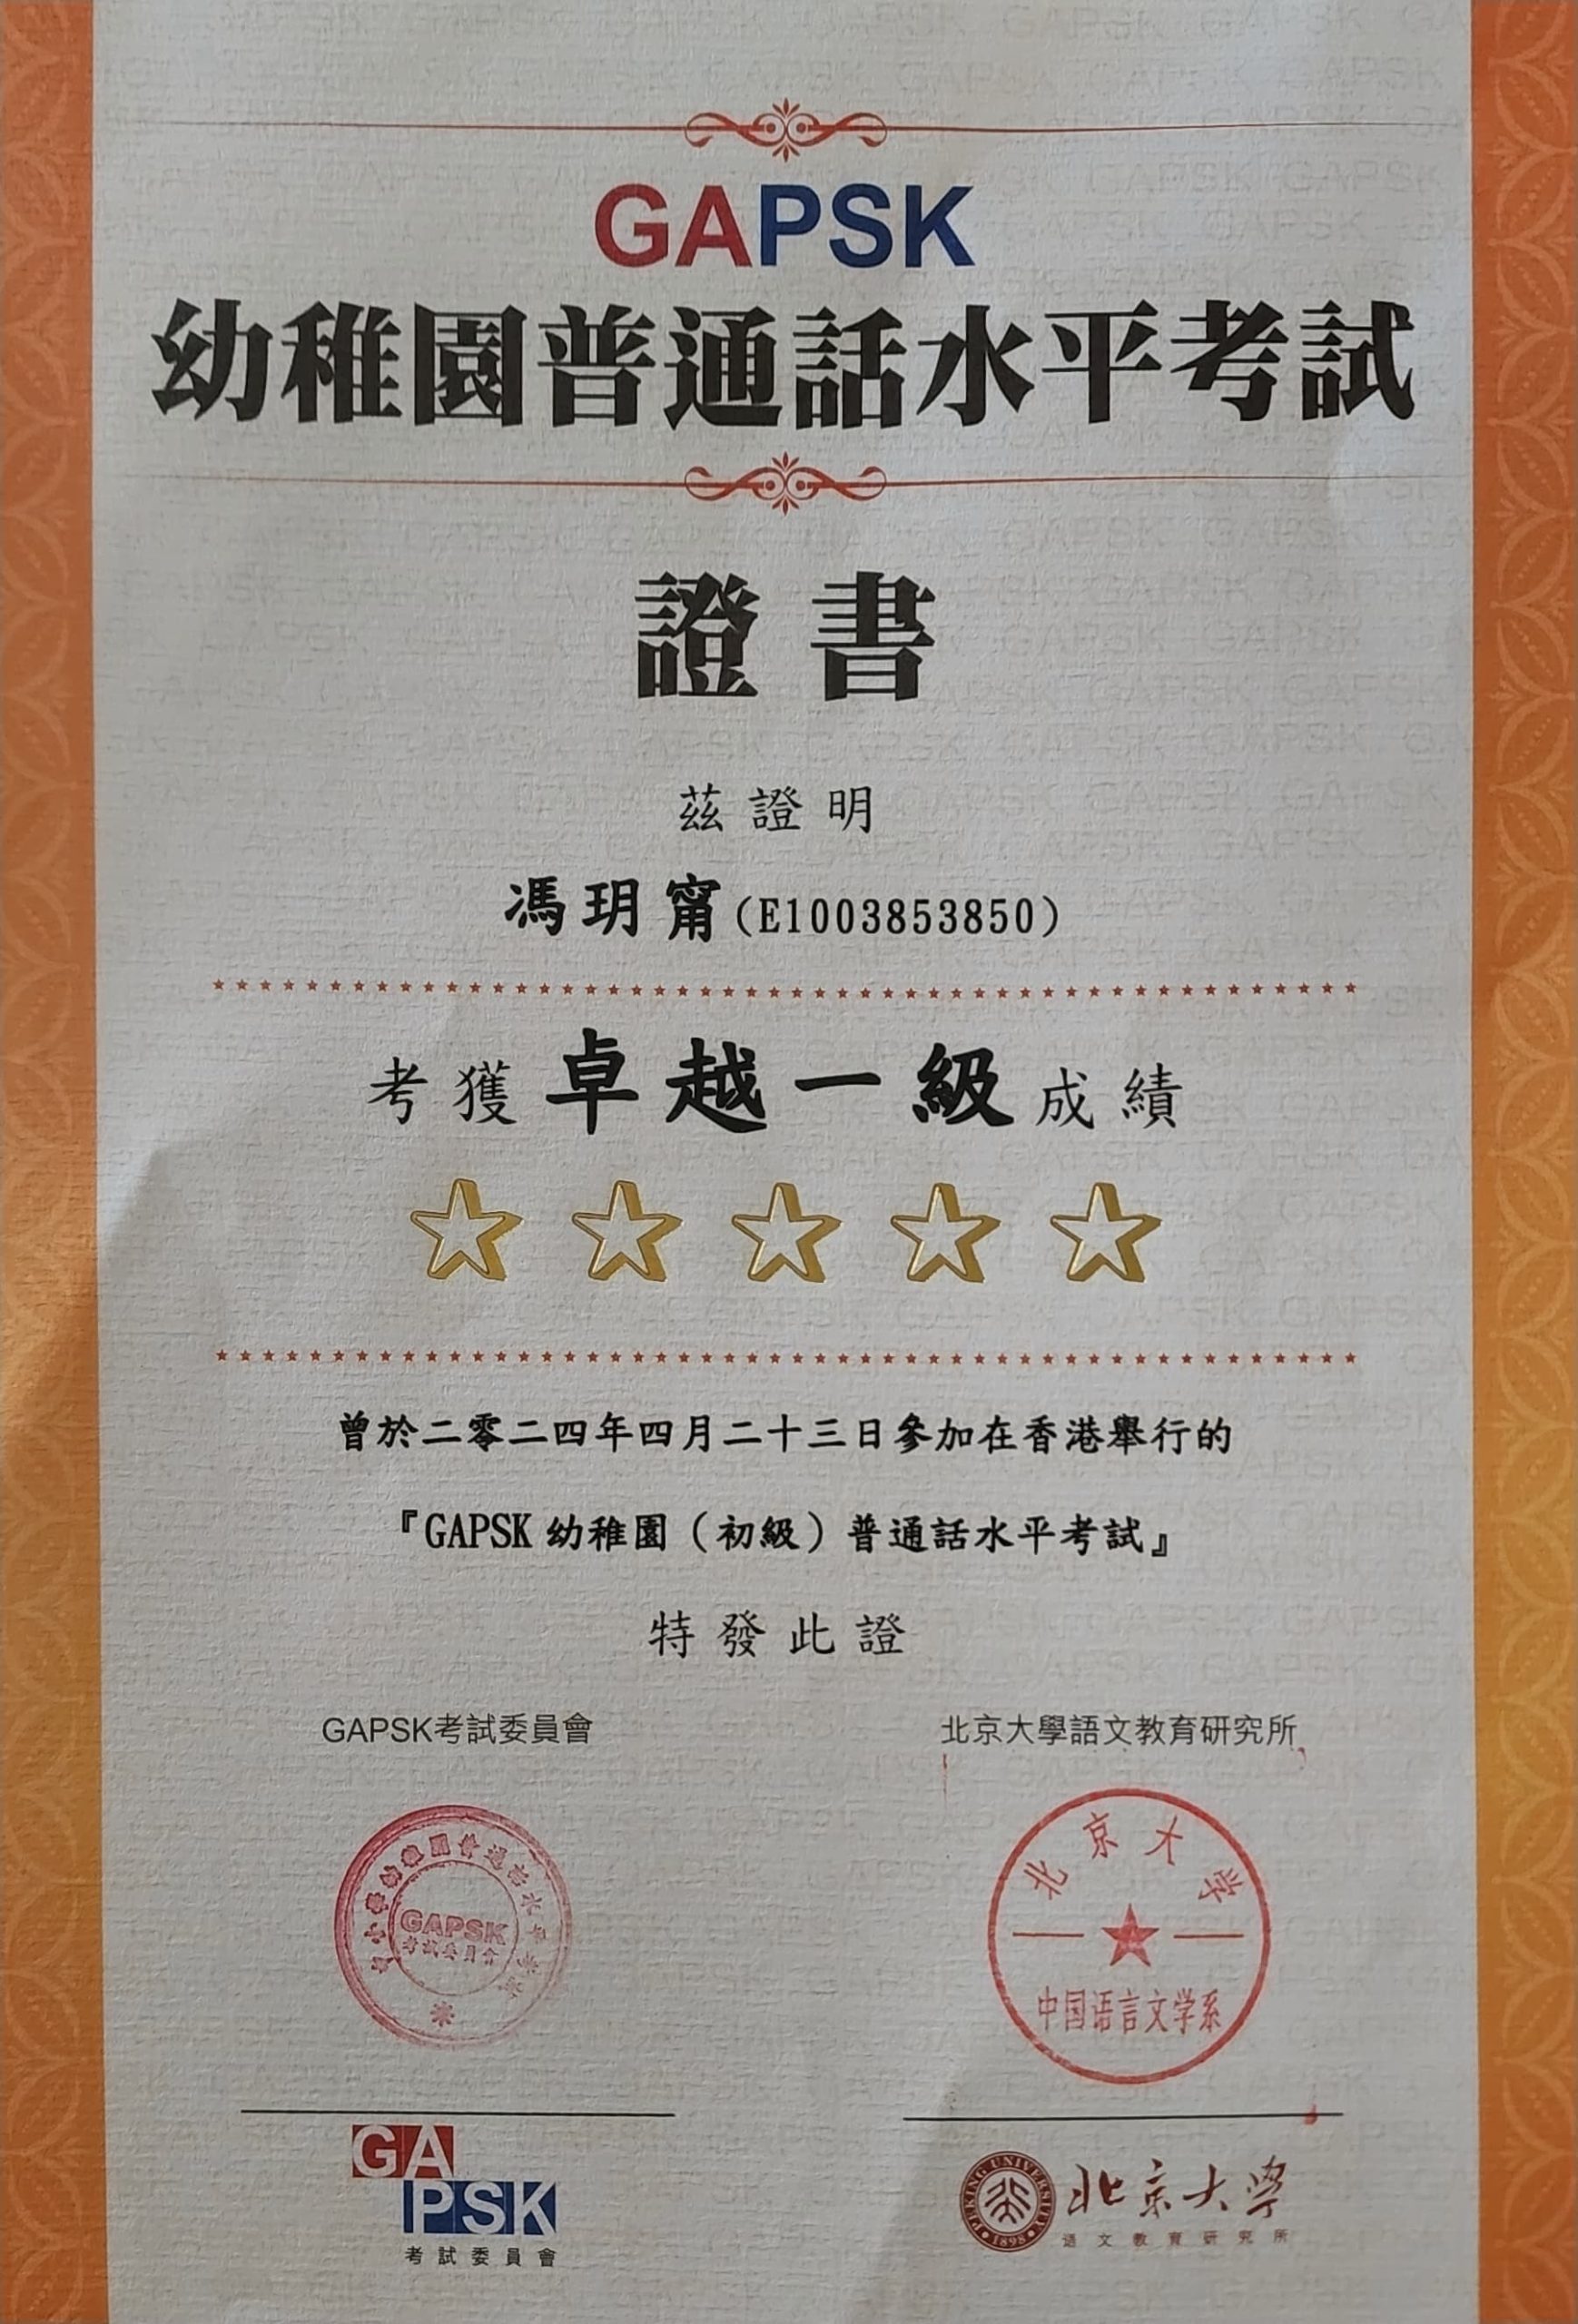 GAPSK
幼稚園普通話水平考試
證書
茲證明
馮玥甯(E1003853850)
考獲卓越一級成績
曾於二零二四年四月二十三日參加在香港舉行的
『GAPSK 幼稚園（初級）普通話水平考試』
特發此證
GAPSK考試委員會
北京大學語文教育研究所
GAPSK
考試委員會
北京大学
中国语言文学系
GAPSK
考試委員會
PEKING UNIVERSITY
1898
北京大學
語文教育研究所